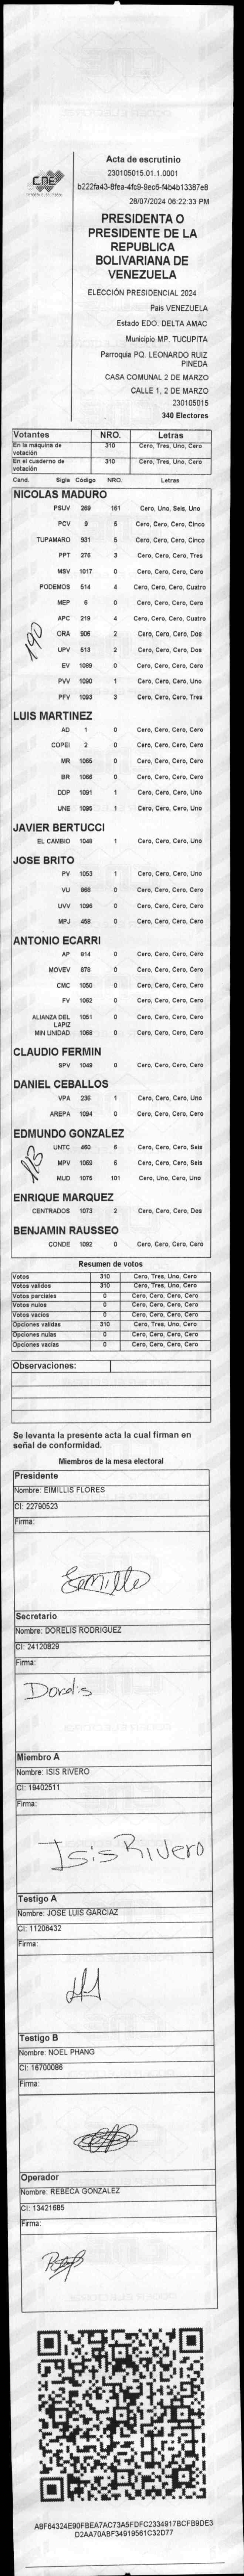 CNE
Acta de escrutinio
230105015.01.1.0001
b222fa43-8fea-4fc9-9ec6-f4b4b13387e8
28/07/2024 06:22:33 PM
PRESIDENTA O
PRESIDENTE DE LA
REPUBLICA
BOLIVARIANA DE
VENEZUELA
ELECCIÓN PRESIDENCIAL 2024
Pais VENEZUELA
Estado EDO. DELTA AMAC
Municipio MP. TUCUPITA
Parroquia PQ. LEONARDO RUIZ
PINEDA
CASA COMUNAL 2 DE MARZO
CALLE 1, 2 DE MARZO
230105015
340 Electores
Votantes NRO. Letras
En la máquina de votación 310 Cero, Tres, Uno, Cero
En el cuaderno de votación 310 Cero, Tres, Uno, Cero
Cand. Sigla Código NRO. Letras
NICOLAS MADURO
PSUV 269 161 Cero, Uno, Seis, Uno
PCV 9 5 Cero, Cero, Cero, Cinco
TUPAMARO 931 5 Cero, Cero, Cero, Cinco
PPT 276 3 Cero, Cero, Cero, Tres
MSV 1017 0 Cero, Cero, Cero, Cero
PODEMOS 514 4 Cero, Cero, Cero, Cuatro
MEP 6 0 Cero, Cero, Cero, Cero
APC 219 4 Cero, Cero, Cero, Cuatro
190
ORA 906 2 Cero, Cero, Cero, Dos
UPV 513 2 Cero, Cero, Cero, Dos
EV 1089 0 Cero, Cero, Cero, Cero
PVV 1090 1 Cero, Cero, Cero, Uno
PFV 1093 3 Cero, Cero, Cero, Tres
LUIS MARTINEZ
AD 1 0 Cero, Cero, Cero, Cero
COPEI 2 0 Cero, Cero, Cero, Cero
MR 1065 0 Cero, Cero, Cero, Cero
BR 1066 0 Cero, Cero, Cero, Cero
DDP 1091 1 Cero, Cero, Cero, Uno
UNE 1095 1 Cero, Cero, Cero, Uno
JAVIER BERTUCCI
EL CAMBIO 1048 1 Cero, Cero, Cero, Uno
JOSE BRITO
PV 1053 1 Cero, Cero, Cero, Uno
VU 868 0 Cero, Cero, Cero, Cero
UVV 1096 0 Cero, Cero, Cero, Cero
MPJ 458 0 Cero, Cero, Cero, Cero
ANTONIO ECARRI
AP 814 0 Cero, Cero, Cero, Cero
MOVEV 878 0 Cero, Cero, Cero, Cero
CMC 1050 0 Cero, Cero, Cero, Cero
FV 1062 0 Cero, Cero, Cero, Cero
ALIANZA DEL LAPIZ 1051 0 Cero, Cero, Cero, Cero
MIN UNIDAD 1068 0 Cero, Cero, Cero, Cero
CLAUDIO FERMIN
SPV 1049 0 Cero, Cero, Cero, Cero
DANIEL CEBALLOS
VPA 236 1 Cero, Cero, Cero, Uno
AREPA 1094 0 Cero, Cero, Cero, Cero
EDMUNDO GONZALEZ
UNTC 460 6 Cero, Cero, Cero, Seis
113
MPV 1059 6 Cero, Cero, Cero, Seis
MUD 1075 101 Cero, Uno, Cero, Uno
ENRIQUE MARQUEZ
CENTRADOS 1073 2 Cero, Cero, Cero, Dos
BENJAMIN RAUSSEO
CONDE 1092 0 Cero, Cero, Cero, Cero
Resumen de votos
Votos 310 Cero, Tres, Uno, Cero
Votos validos 310 Cero, Tres, Uno, Cero
Votos parciales 0 Cero, Cero, Cero, Cero
Votos nulos 0 Cero, Cero, Cero, Cero
Votos vacios 0 Cero, Cero, Cero, Cero
Opciones validas 310 Cero, Tres, Uno, Cero
Opciones nulas 0 Cero, Cero, Cero, Cero
Opciones vacias 0 Cero, Cero, Cero, Cero
Observaciones:
Se levanta la presente acta la cual firman en
señal de conformidad.
Miembros de la mesa electoral
Presidente
Nombre: EIMILLIS FLORES
CI: 22790523
Firma:
Secretario
Nombre: DORELIS RODRIGUEZ
CI: 24120829
Firma:
Dorelis
Miembro A
Nombre: ISIS RIVERO
CI: 19402511
Firma:
Isis Rivero
Testigo A
Nombre: JOSE LUIS GARCIAZ
CI: 11206432
Firma:
Testigo B
Nombre: NOEL PHANG
CI: 16700086
Firma:
Operador
Nombre: REBECA GONZALEZ
CI: 13421685
Firma:
A8F64324E90FBEA7AC73A5FDFC2334917BCFB9DE3
D2AA70ABF34919561C32D77